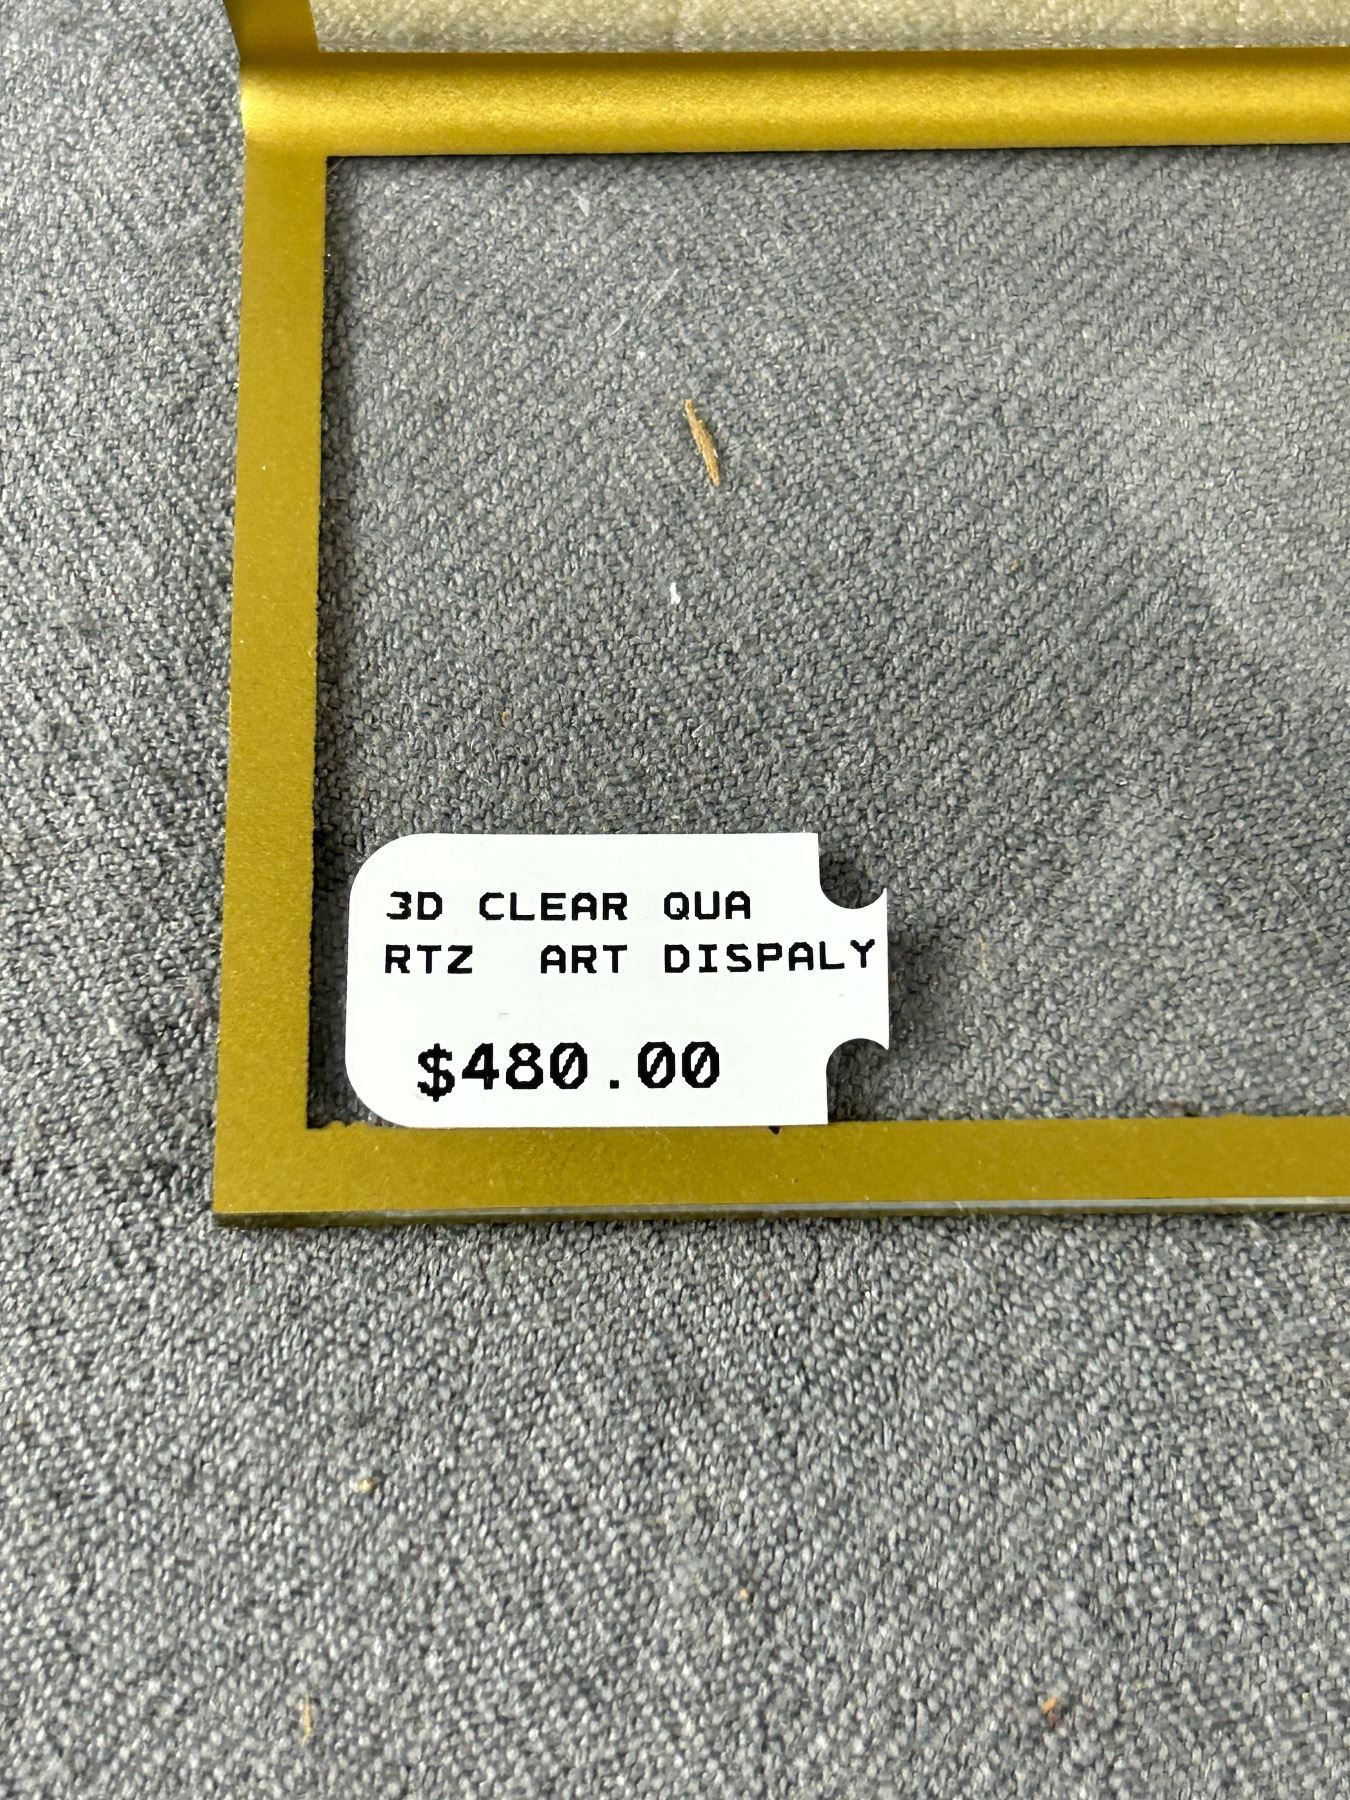 3D CLEAR QUA
RTZ  ART DISPALY
$480.00